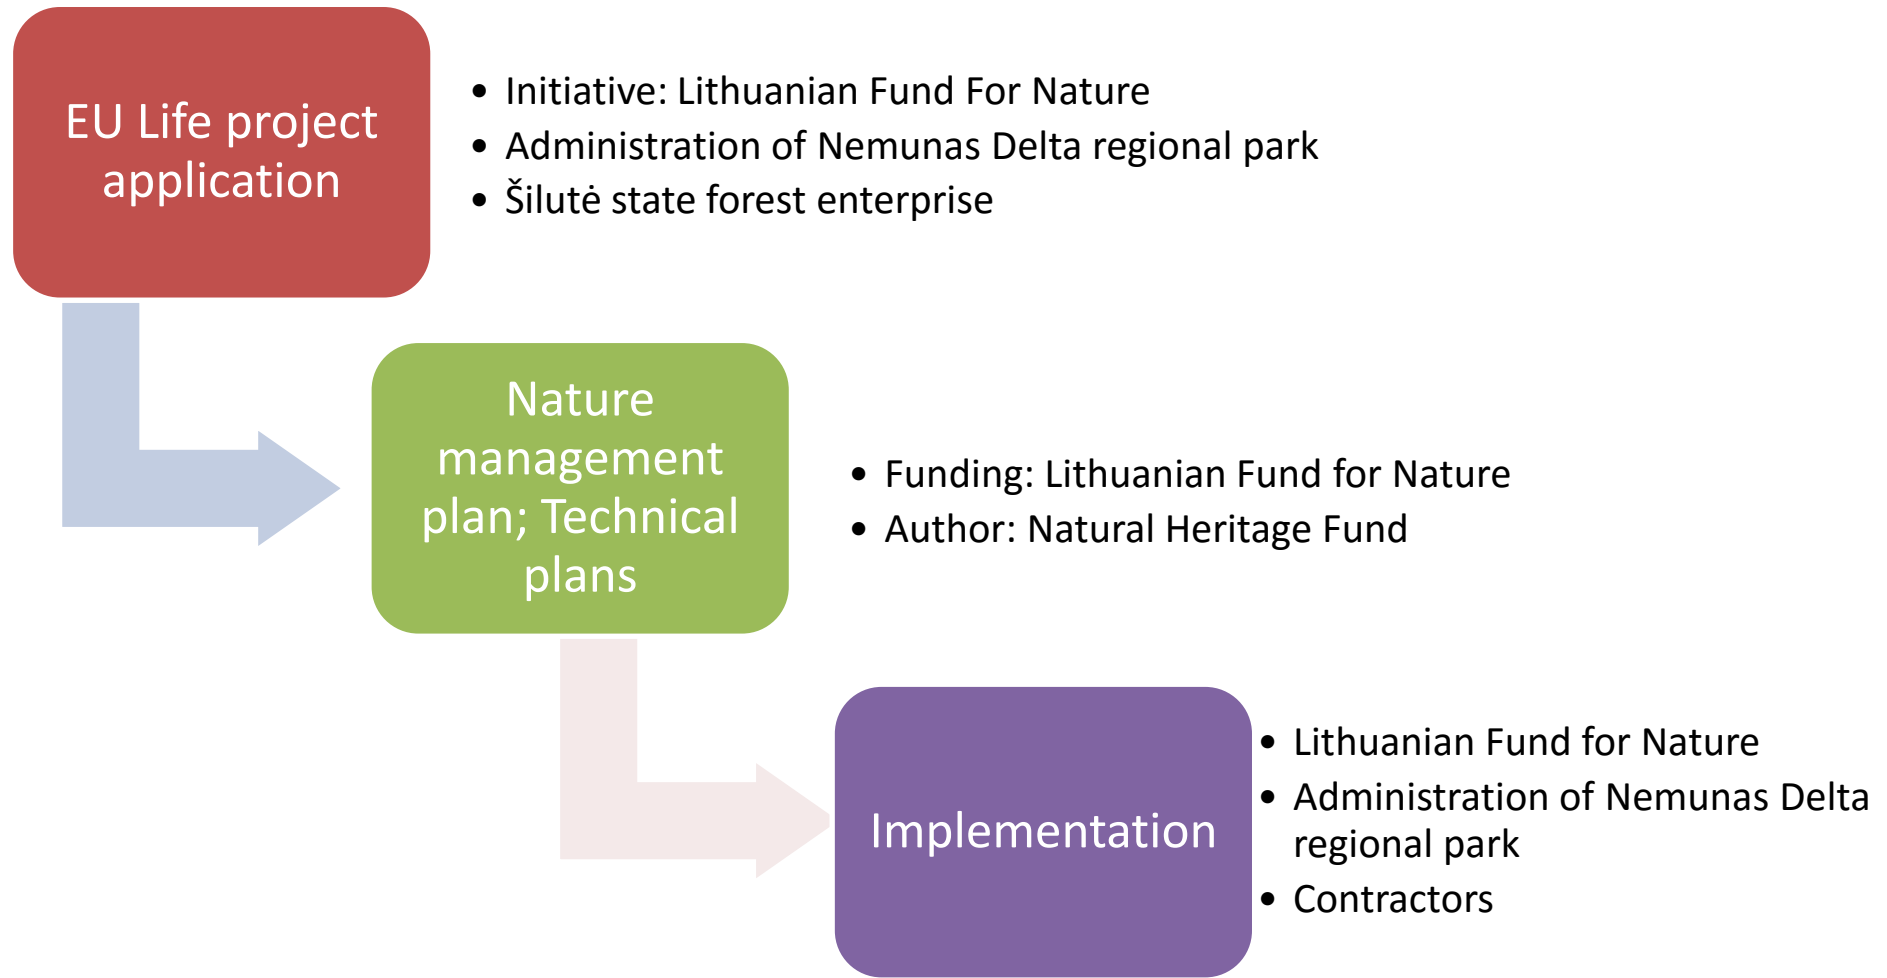 EU Life project
application
• Initiative: Lithuanian Fund For Nature
• Administration of Nemunas Delta regional park
• Šilutė state forest enterprise
Nature
management
plan; Technical
plans
• Funding: Lithuanian Fund for Nature
• Author: Natural Heritage Fund
Implementation
• Lithuanian Fund for Nature
• Administration of Nemunas Delta
regional park
• Contractors